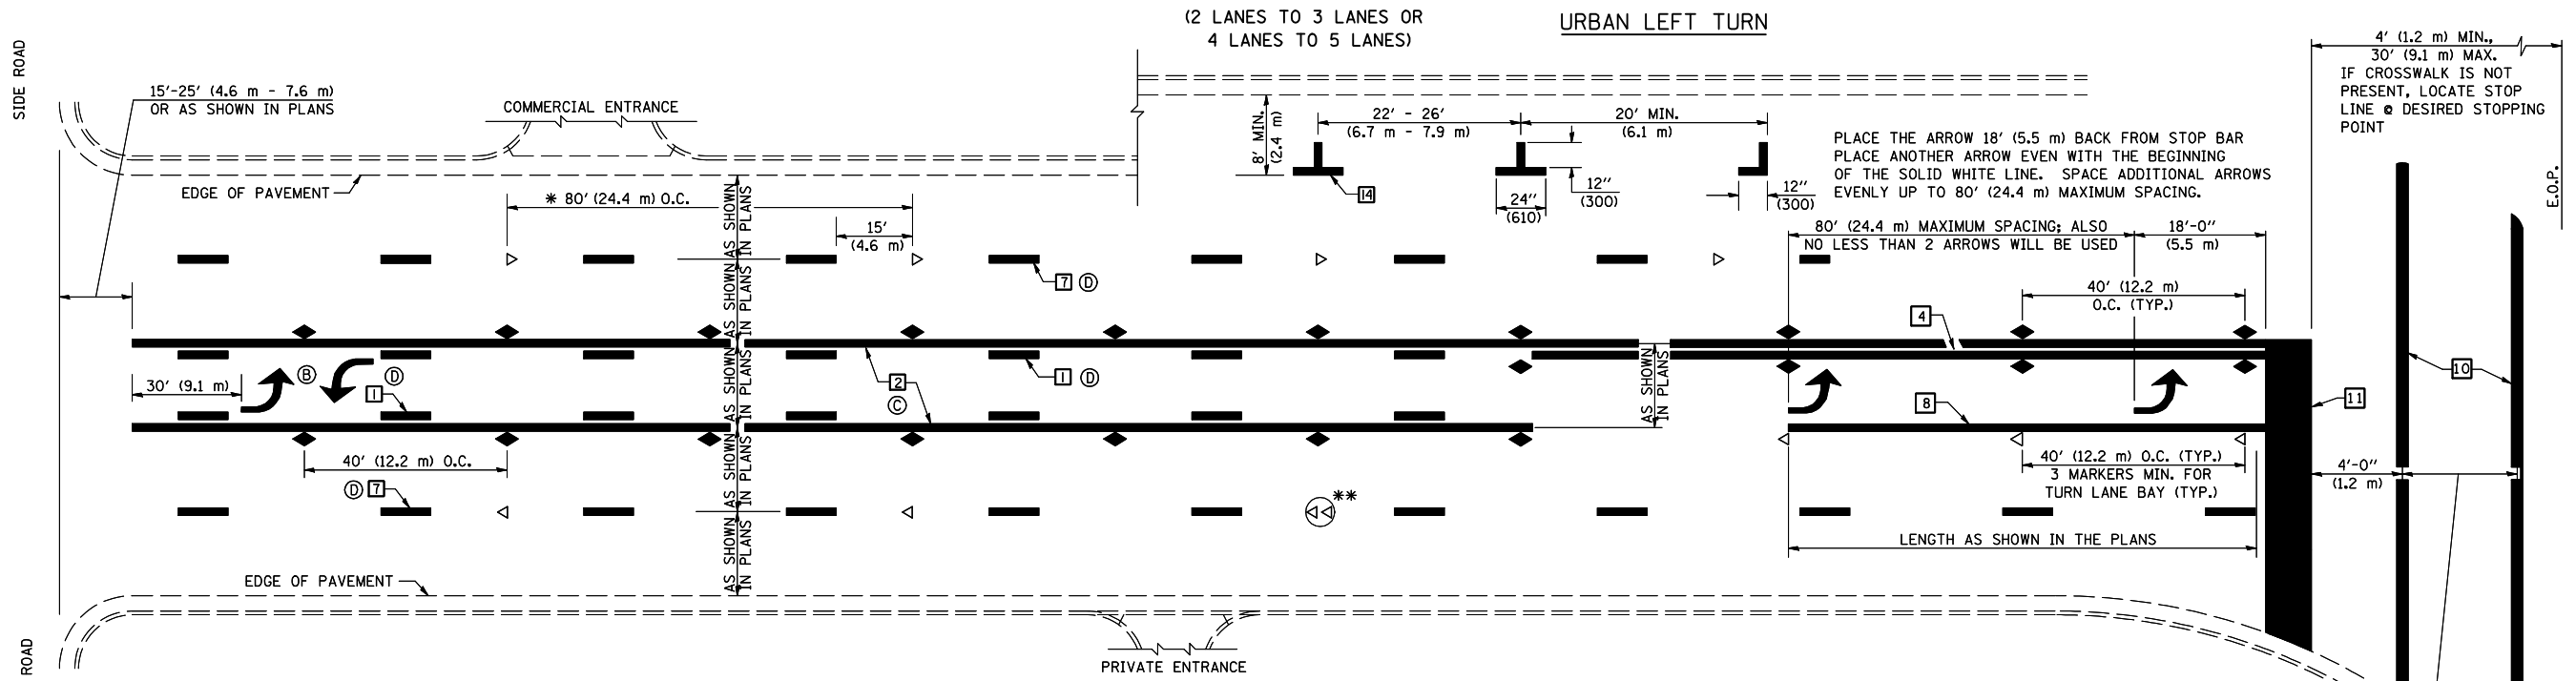 (2 LANES TO 3 LANES OR
4 LANES TO 5 LANES)
URBAN LEFT TURN
SIDE ROAD
15'-25' (4.6 m - 7.6 m)
OR AS SHOWN IN PLANS
COMMERCIAL ENTRANCE
EDGE OF PAVEMENT
* 80' (24.4 m) O.C.
15'
(4.6 m)
AS SHOWN
IN PLANS
AS SHOWN
IN PLANS
AS SHOWN
IN PLANS
AS SHOWN
IN PLANS
AS SHOWN
IN PLANS
8' MIN.
(2.4 m)
22' - 26'
(6.7 m - 7.9 m)
20' MIN.
(6.1 m)
14
24"
(610)
12"
(300)
12"
(300)
PLACE THE ARROW 18' (5.5 m) BACK FROM STOP BAR
PLACE ANOTHER ARROW EVEN WITH THE BEGINNING
OF THE SOLID WHITE LINE. SPACE ADDITIONAL ARROWS
EVENLY UP TO 80' (24.4 m) MAXIMUM SPACING.
80' (24.4 m) MAXIMUM SPACING; ALSO
NO LESS THAN 2 ARROWS WILL BE USED
18'-0"
(5.5 m)
40' (12.2 m)
O.C. (TYP.)
4' (1.2 m) MIN.,
30' (9.1 m) MAX.
IF CROSSWALK IS NOT
PRESENT, LOCATE STOP
LINE @ DESIRED STOPPING
POINT
E.O.P.
7 D
4
30' (9.1 m)
B
D
1
1 D
2
C
AS SHOWN
IN PLANS
8
10
11
40' (12.2 m) O.C.
D 7
**
40' (12.2 m) O.C. (TYP.)
3 MARKERS MIN. FOR
TURN LANE BAY (TYP.)
4'-0"
(1.2 m)
LENGTH AS SHOWN IN THE PLANS
EDGE OF PAVEMENT
PRIVATE ENTRANCE
ROAD